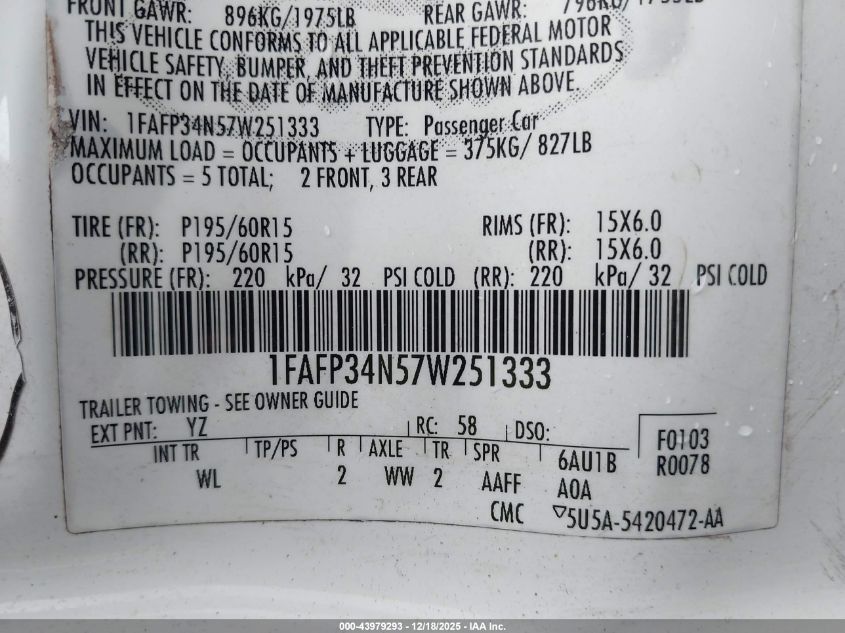 FRONT GAWR: 896KG/1975LB REAR GAWR: 796KG/1755LB
THIS VEHICLE CONFORMS TO ALL APPLICABLE FEDERAL MOTOR
VEHICLE SAFETY, BUMPER, AND THEFT PREVENTION STANDARDS
IN EFFECT ON THE DATE OF MANUFACTURE SHOWN ABOVE.
VIN: 1FAFP34N57W251333 TYPE: Passenger Car
MAXIMUM LOAD = OCCUPANTS + LUGGAGE = 375KG/ 827LB
OCCUPANTS = 5 TOTAL; 2 FRONT, 3 REAR
TIRE (FR): P195/60R15 RIMS (FR): 15X6.0
(RR): P195/60R15 (RR): 15X6.0
PRESSURE (FR): 220 kPa/ 32 PSI COLD (RR): 220 kPa/ 32 PSI COLD
1FAFP34N57W251333
TRAILER TOWING - SEE OWNER GUIDE
EXT PNT: YZ RC: 58 DSO: F0103
INT TR TP/PS R AXLE TR SPR 6AU1B R0078
WL 2 WW 2 AAFF A0A
CMC ▽5U5A-5420472-AA
000-43979293 - 12/18/2025 - IAA Inc.